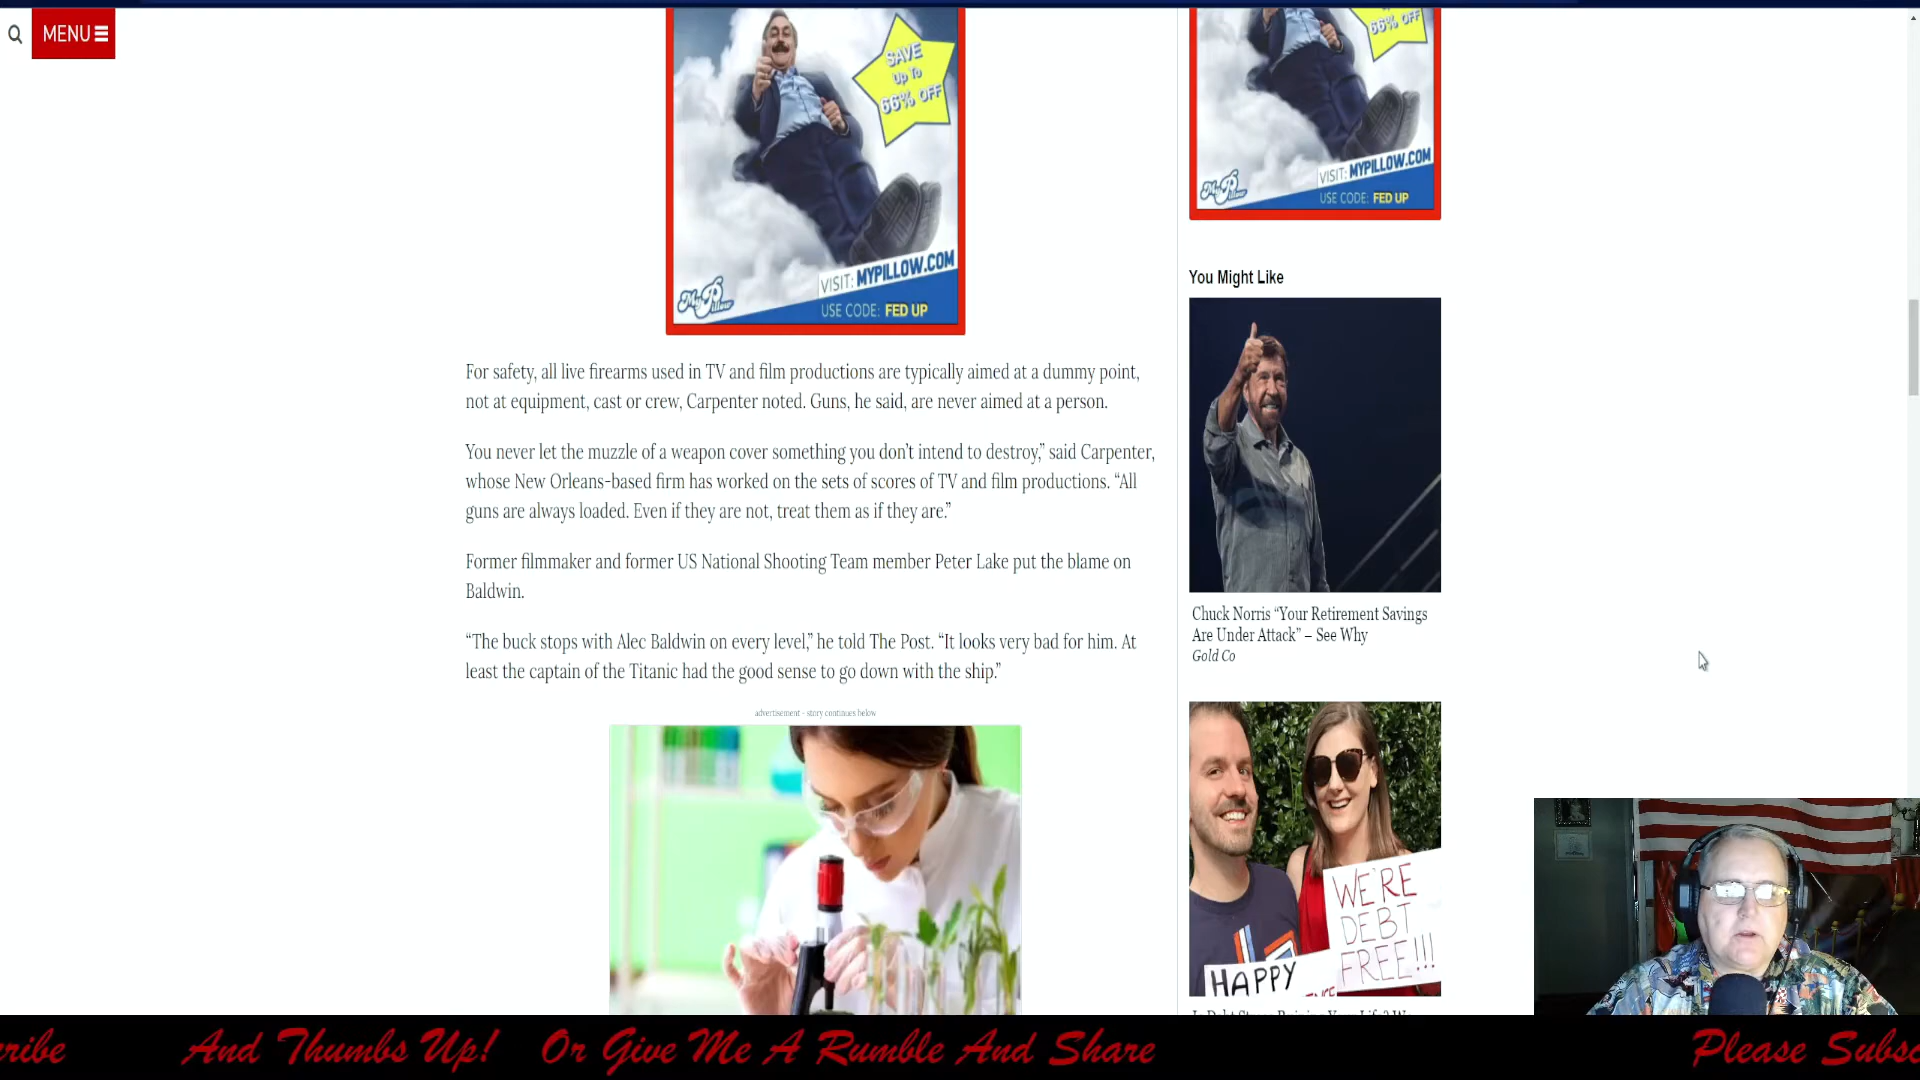 MENU
SAVE
Up To
66% OFF
VISIT: MYPILLOW.COM
MyPillow
USE CODE: FED UP
66% OFF
VISIT: MYPILLOW.COM
MyPillow
USE CODE: FED UP
For safety, all live firearms used in TV and film productions are typically aimed at a dummy point,
not at equipment, cast or crew, Carpenter noted. Guns, he said, are never aimed at a person.
You never let the muzzle of a weapon cover something you don’t intend to destroy,” said Carpenter,
whose New Orleans-based firm has worked on the sets of scores of TV and film productions. “All
guns are always loaded. Even if they are not, treat them as if they are.”
Former filmmaker and former US National Shooting Team member Peter Lake put the blame on
Baldwin.
“The buck stops with Alec Baldwin on every level,” he told The Post. “It looks very bad for him. At
least the captain of the Titanic had the good sense to go down with the ship.”
advertisement - story continues below
You Might Like
Chuck Norris “Your Retirement Savings
Are Under Attack” – See Why
Gold Co
WE'RE
DEBT
FREE!!!
HAPPY
cribe And Thumbs Up! Or Give Me A Rumble And Share Please Subsc